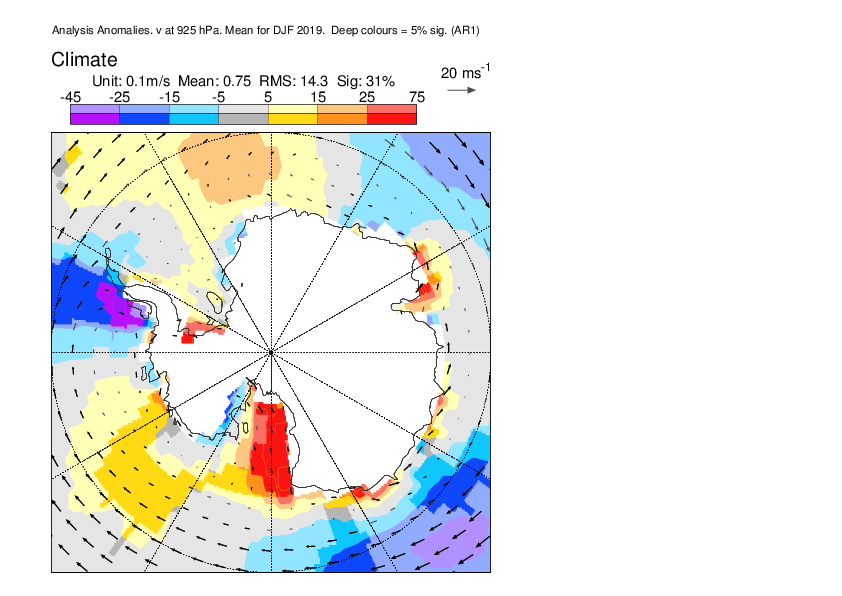 Analysis Anomalies. v at 925 hPa. Mean for DJF 2019. Deep colours = 5% sig. (AR1)
Climate
20 ms-1
Unit: 0.1m/s Mean: 0.75 RMS: 14.3 Sig: 31%
-45 -25 -15 -5 5 15 25 75